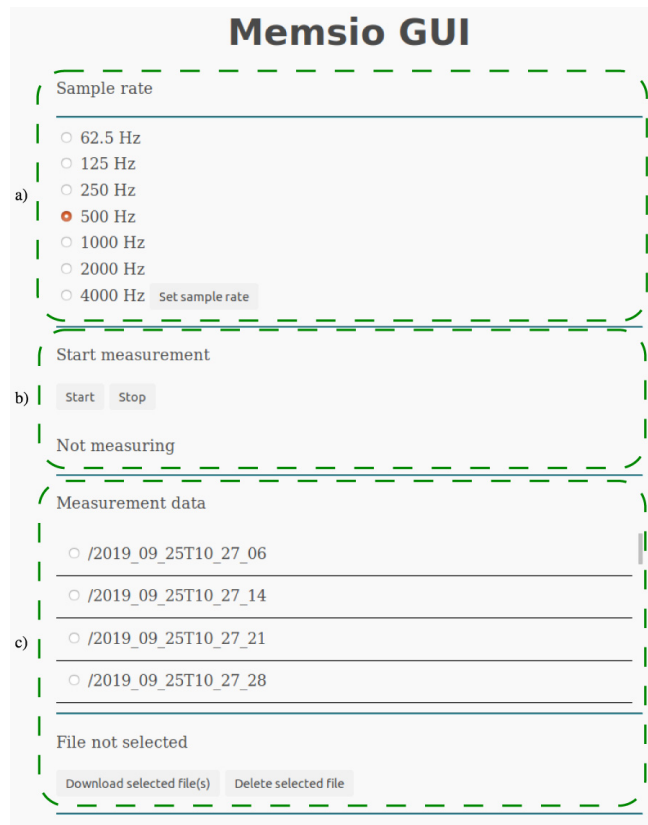 Memsio GUI
Sample rate
62.5 Hz
125 Hz
250 Hz
a)
500 Hz
1000 Hz
2000 Hz
4000 Hz Set sample rate
Start measurement
b) Start Stop
Not measuring
Measurement data
/2019_09_25T10_27_06
/2019_09_25T10_27_14
c) /2019_09_25T10_27_21
/2019_09_25T10_27_28
File not selected
Download selected file(s) Delete selected file